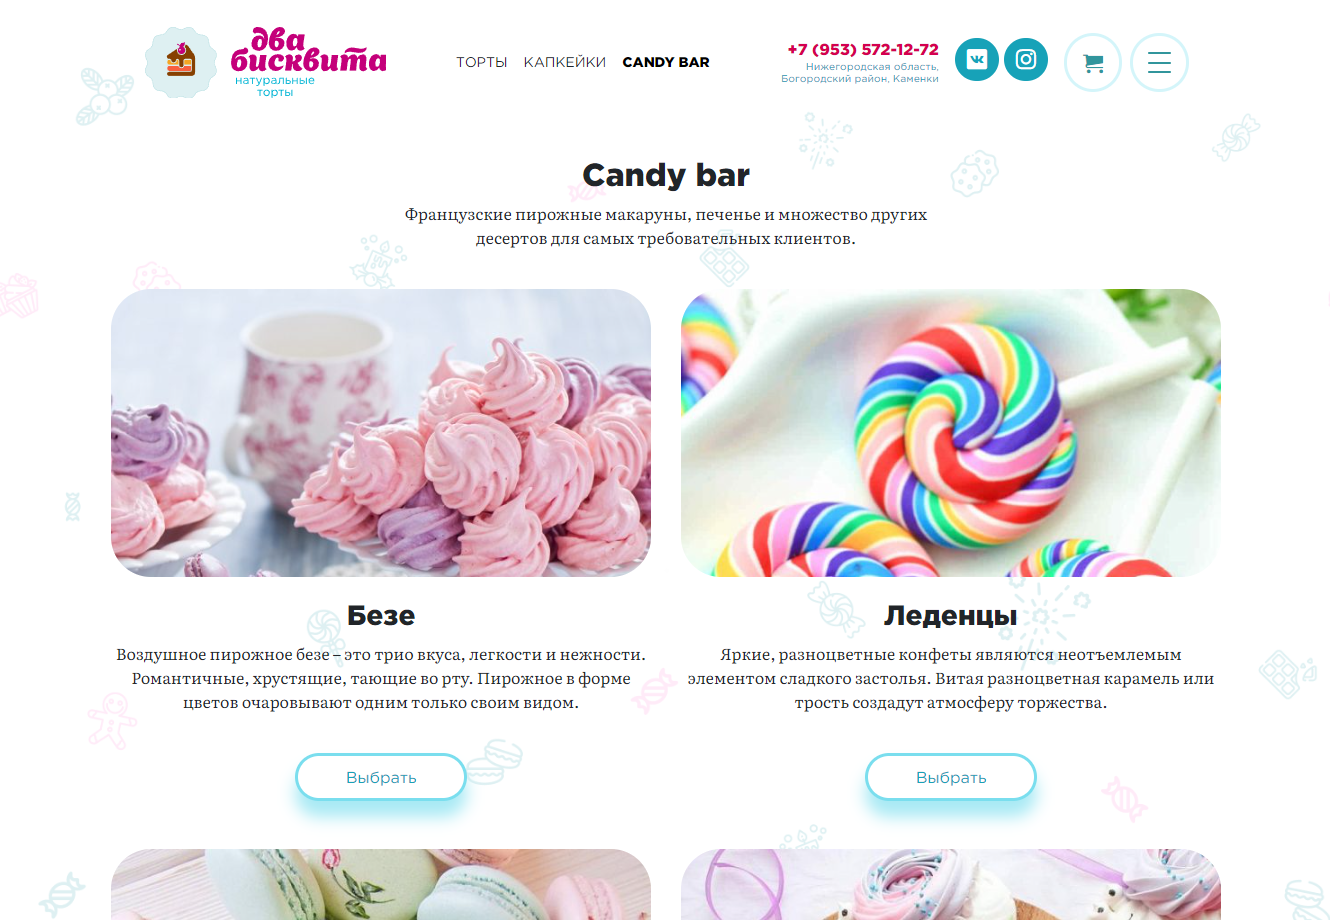 два
бисквита
натуральные
торты
ТОРТЫ КАПКЕЙКИ CANDY BAR
+7 (953) 572-12-72
Нижегородская область,
Богородский район, Каменки
Candy bar
Французские пирожные макаруны, печенье и множество других
десертов для самых требовательных клиентов.
Безе
Воздушное пирожное безе – это трио вкуса, легкости и нежности.
Романтичные, хрустящие, тающие во рту. Пирожное в форме
цветов очаровывают одним только своим видом.
Выбрать
Леденцы
Яркие, разноцветные конфеты являются неотъемлемым
элементом сладкого застолья. Витая разноцветная карамель или
трость создадут атмосферу торжества.
Выбрать